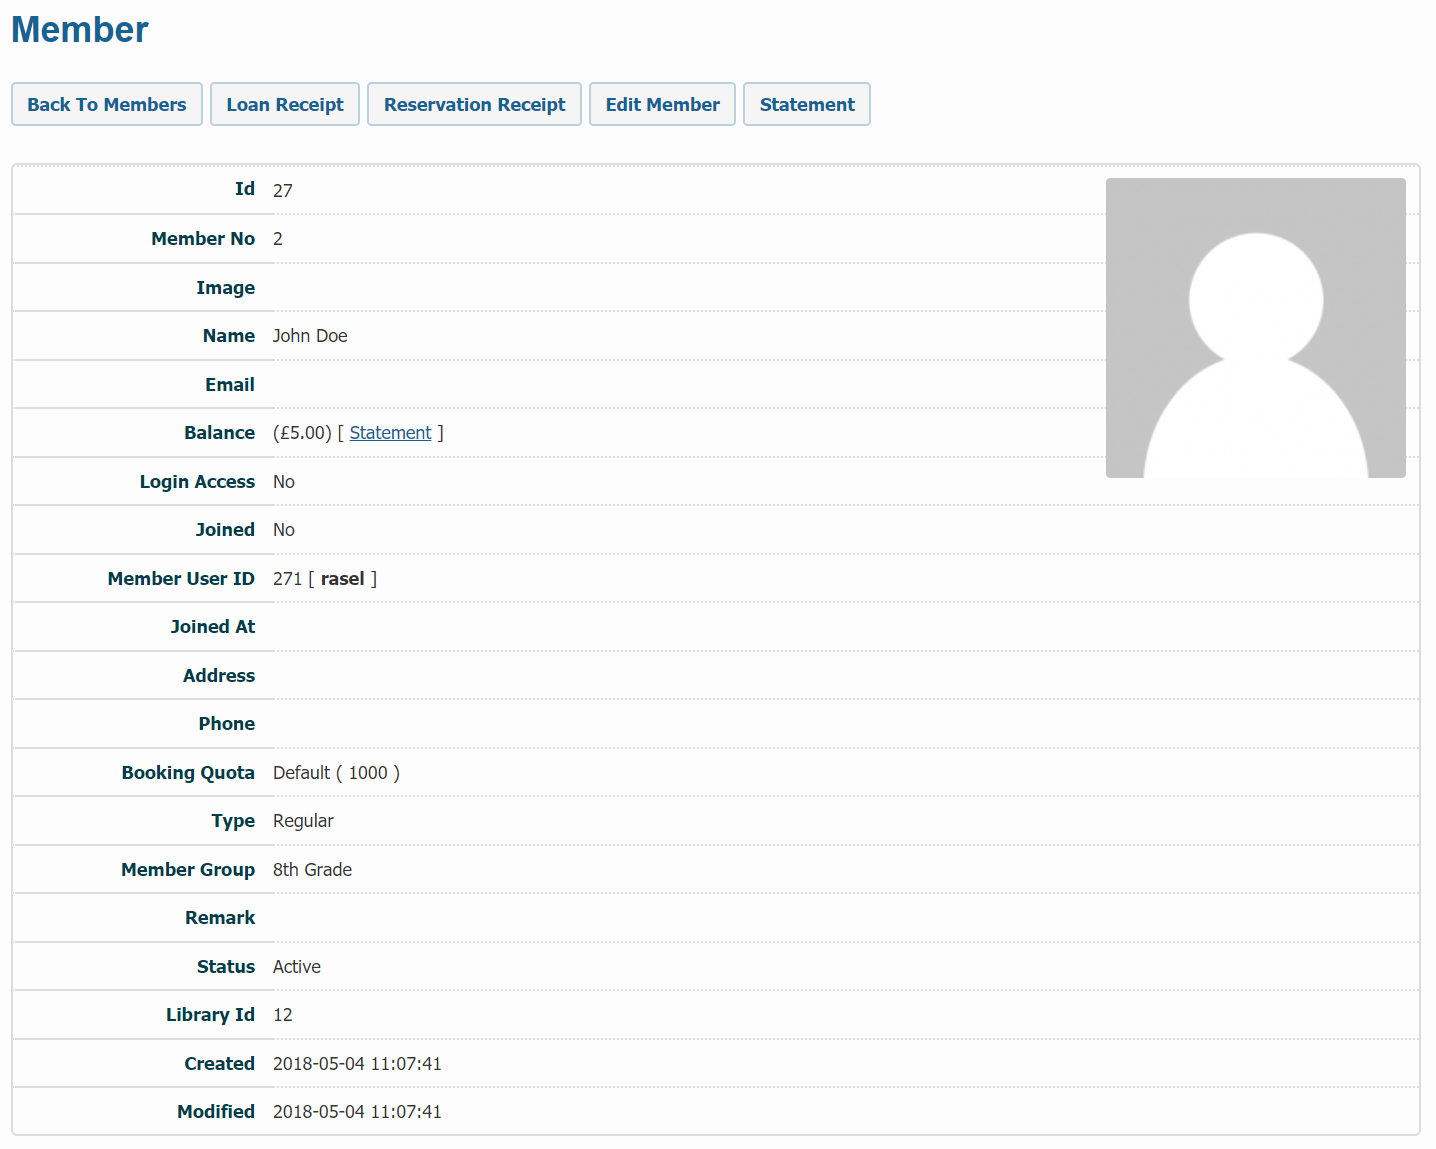 Member
Back To Members Loan Receipt Reservation Receipt Edit Member Statement
Id 27
Member No 2
Image
Name John Doe
Email
Balance (£5.00) [ Statement ]
Login Access No
Joined No
Member User ID 271 [ rasel ]
Joined At
Address
Phone
Booking Quota Default ( 1000 )
Type Regular
Member Group 8th Grade
Remark
Status Active
Library Id 12
Created 2018-05-04 11:07:41
Modified 2018-05-04 11:07:41